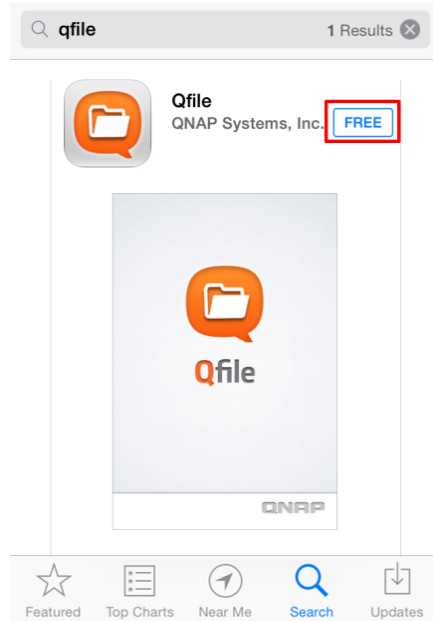 qfile 1 Results
Qfile
QNAP Systems, Inc. FREE
Qfile
QNAP
Featured Top Charts Near Me Search Updates